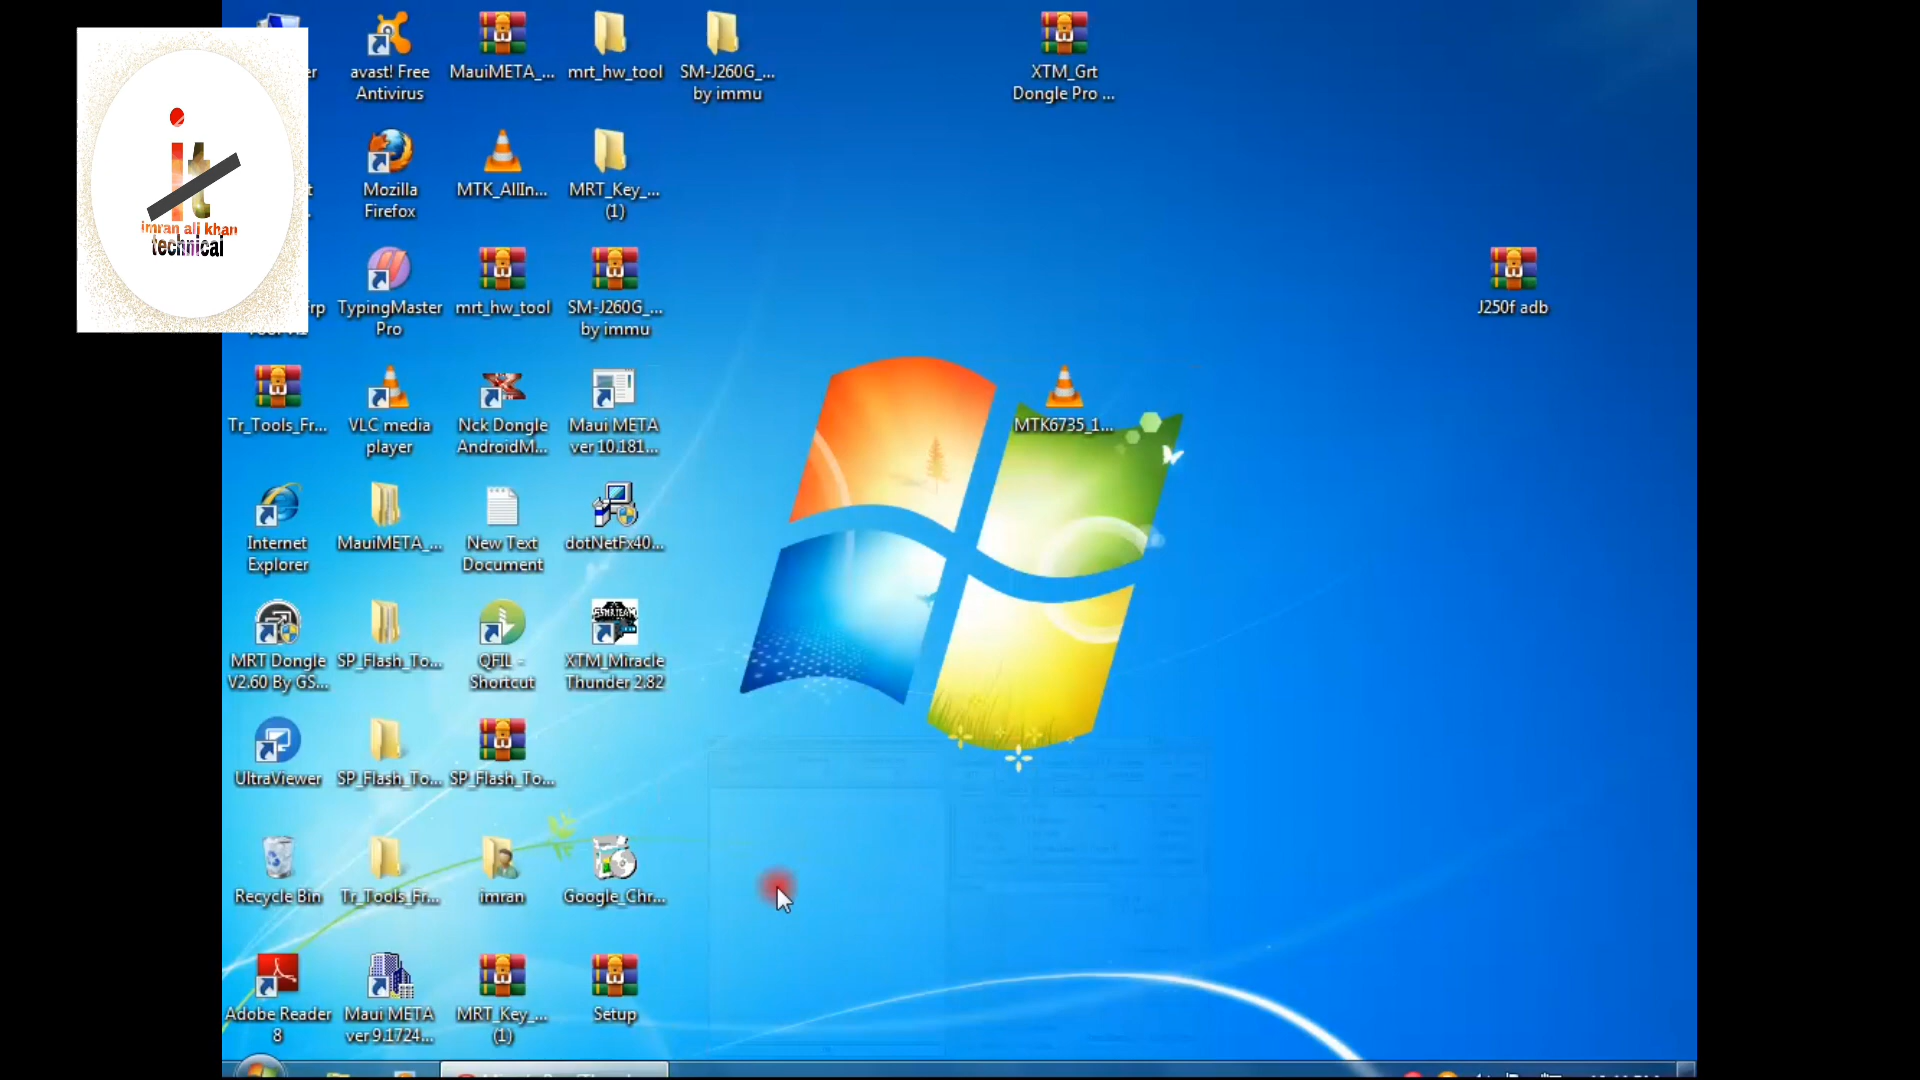 it
imran ali khan
technical
avast! Free
Antivirus
MauiMETA_...
mrt_hw_tool
SM-J260G_...
by immu
XTM_Grt
Dongle Pro ...
Mozilla
Firefox
MTK_AllIn...
MRT_Key_...
(1)
TypingMaster
Pro
mrt_hw_tool
SM-J260G_...
by immu
J250f adb
Tr_Tools_Fr...
VLC media
player
Nck Dongle
AndroidM...
Maui META
ver 10.181...
MTK6735_1...
Internet
Explorer
MauiMETA_...
New Text
Document
dotNetFx40...
MRT Dongle
V2.60 By GS...
SP_Flash_To...
QFIL -
Shortcut
XTM_Miracle
Thunder 2.82
UltraViewer
SP_Flash_To...
SP_Flash_To...
Recycle Bin
Tr_Tools_Fr...
imran
Google_Chr...
Adobe Reader
8
Maui META
ver 9.1724...
MRT_Key_...
(1)
Setup